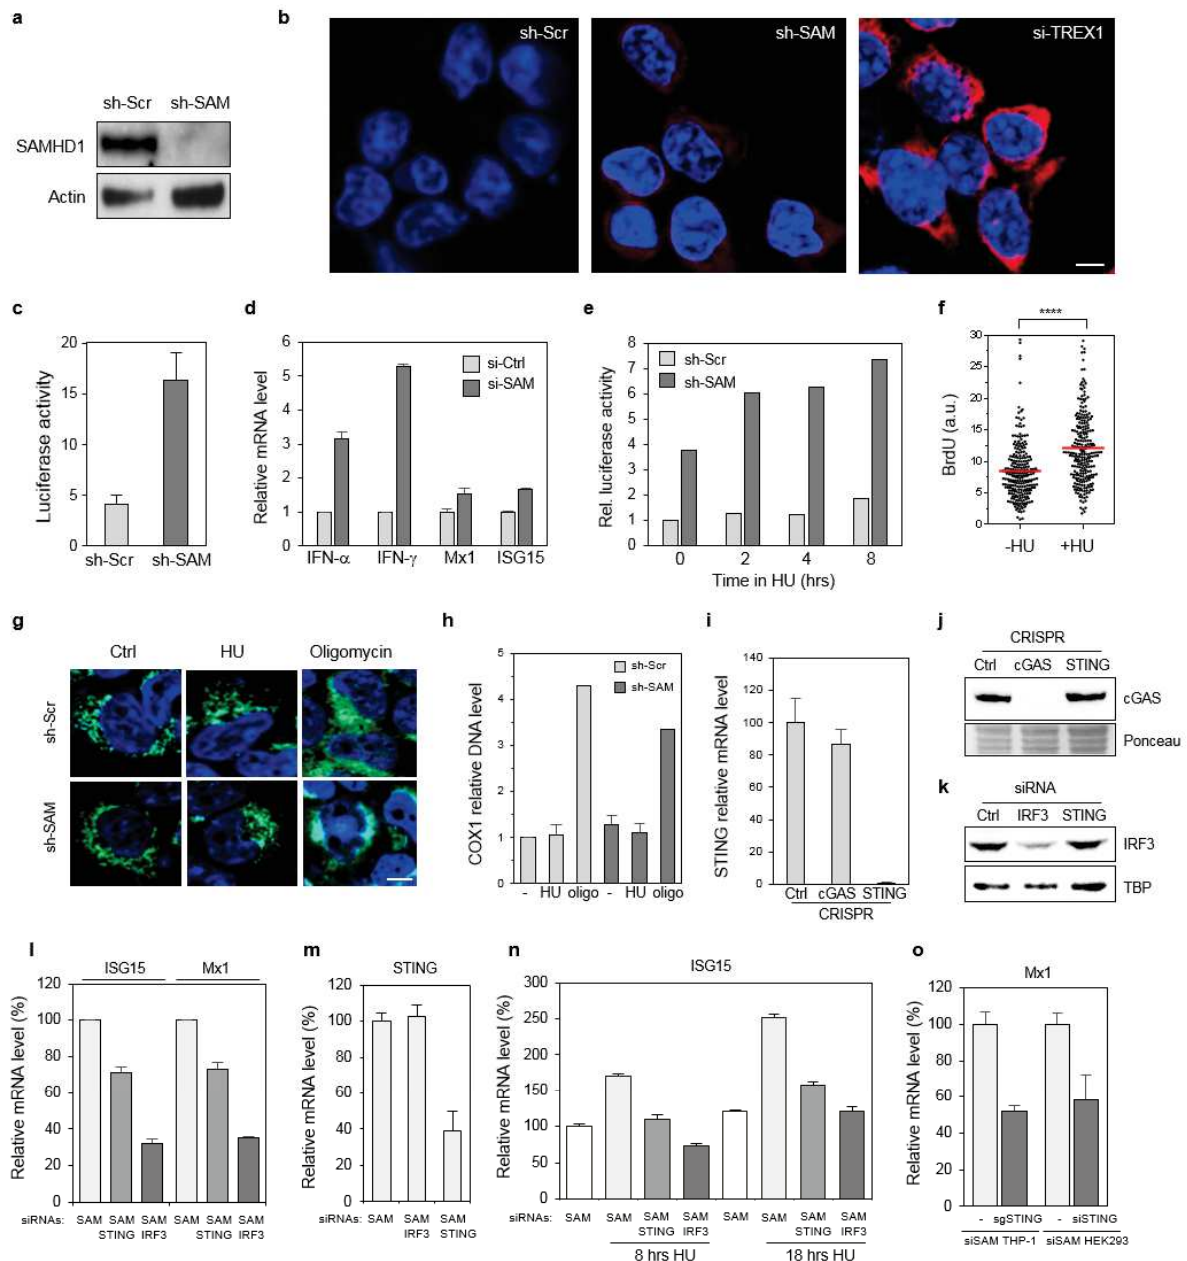 a
sh-Scr sh-SAM
SAMHD1
Actin
b
sh-Scr
sh-SAM
si-TREX1
c
Luciferase activity
20
15
10
5
0
sh-Scr sh-SAM
d
Relative mRNA level
6
5
4
3
2
1
0
si-Ctrl
si-SAM
IFN-α IFN-γ Mx1 ISG15
e
Rel. luciferase activity
8
7
6
5
4
3
2
1
0
sh-Scr
sh-SAM
0 2 4 8
Time in HU (hrs)
f
****
BrdU (a.u.)
30
25
20
15
10
5
0
-HU +HU
g
Ctrl HU Oligomycin
sh-Scr
sh-SAM
h
COX1 relative DNA level
5
4
3
2
1
0
sh-Scr
sh-SAM
- HU oligo - HU oligo
i
STING relative mRNA level
140
120
100
80
60
40
20
0
Ctrl cGAS STING
CRISPR
j
CRISPR
Ctrl cGAS STING
cGAS
Ponceau
k
siRNA
Ctrl IRF3 STING
IRF3
TBP
l
ISG15 Mx1
Relative mRNA level (%)
120
100
80
60
40
20
0
siRNAs: SAM SAM SAM SAM SAM SAM
STING IRF3 STING IRF3
m
STING
Relative mRNA level (%)
120
100
80
60
40
20
0
siRNAs: SAM SAM SAM
IRF3 STING
n
ISG15
Relative mRNA level (%)
300
250
200
150
100
50
0
siRNAs: SAM SAM SAM SAM SAM SAM SAM SAM
STING IRF3 STING IRF3
8 hrs HU 18 hrs HU
o
Mx1
Relative mRNA level (%)
120
100
80
60
40
20
0
- sgSTING - siSTING
siSAM THP-1 siSAM HEK293